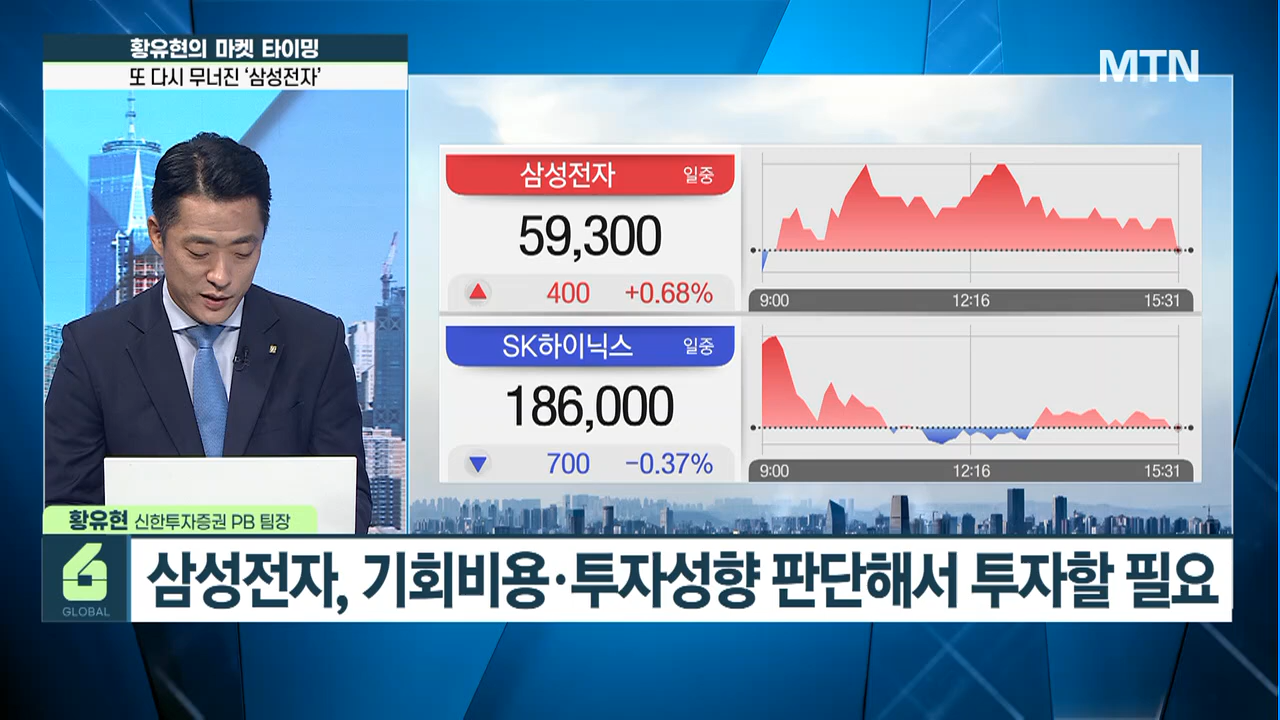 황유현의 마켓 타이밍
또 다시 무너진 '삼성전자'
MTN
삼성전자 일중
59,300
▲ 400 +0.68%
9:00 12:16 15:31
SK하이닉스 일중
186,000
▼ 700 -0.37%
9:00 12:16 15:31
황유현 신한투자증권 PB 팀장
6 GLOBAL
삼성전자, 기회비용·투자성향 판단해서 투자할 필요